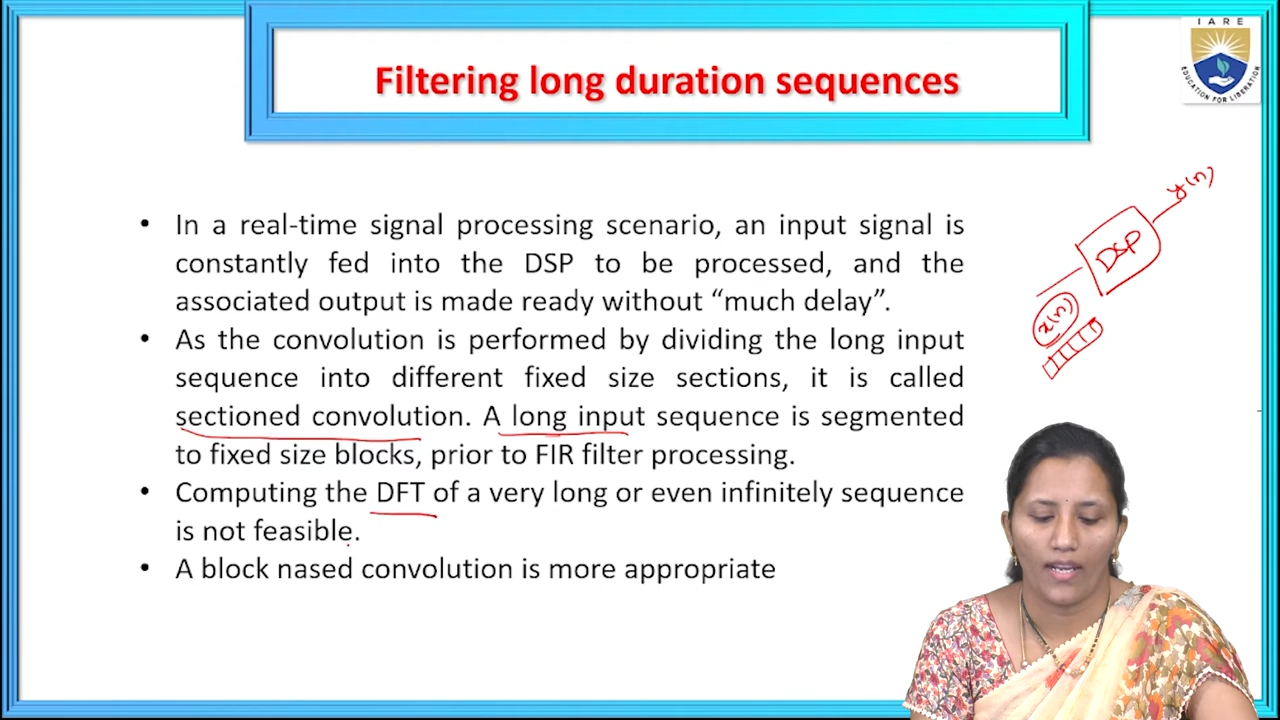 IARE
EDUCATION FOR LIBERATION
Filtering long duration sequences
• In a real-time signal processing scenario, an input signal is
constantly fed into the DSP to be processed, and the
associated output is made ready without “much delay”.
• As the convolution is performed by dividing the long input
sequence into different fixed size sections, it is called
sectioned convolution. A long input sequence is segmented
to fixed size blocks, prior to FIR filter processing.
• Computing the DFT of a very long or even infinitely sequence
is not feasible.
• A block nased convolution is more appropriate
y(n)
DSP
x(n)